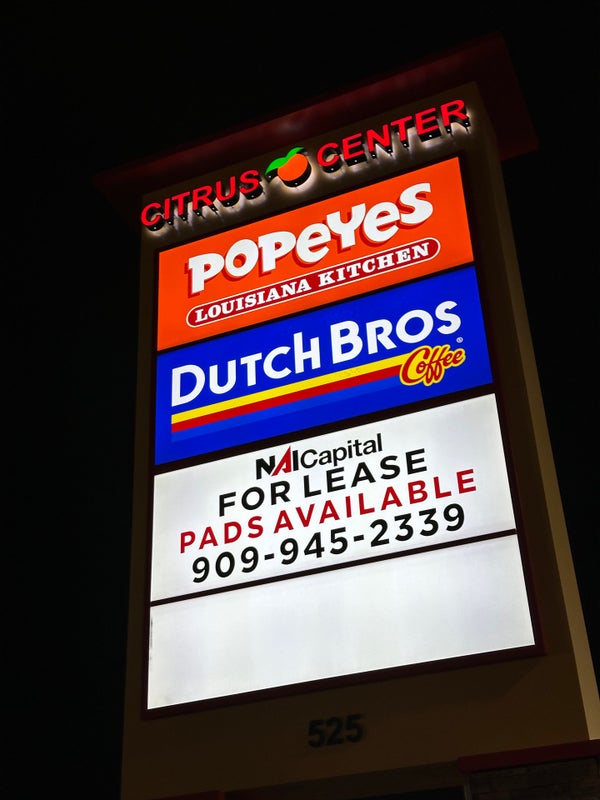 CITRUS CENTER
POPEYES
LOUISIANA KITCHEN
DUTCH BROS®
Coffee
NAICapital
FOR LEASE
PADS AVAILABLE
909-945-2339
525